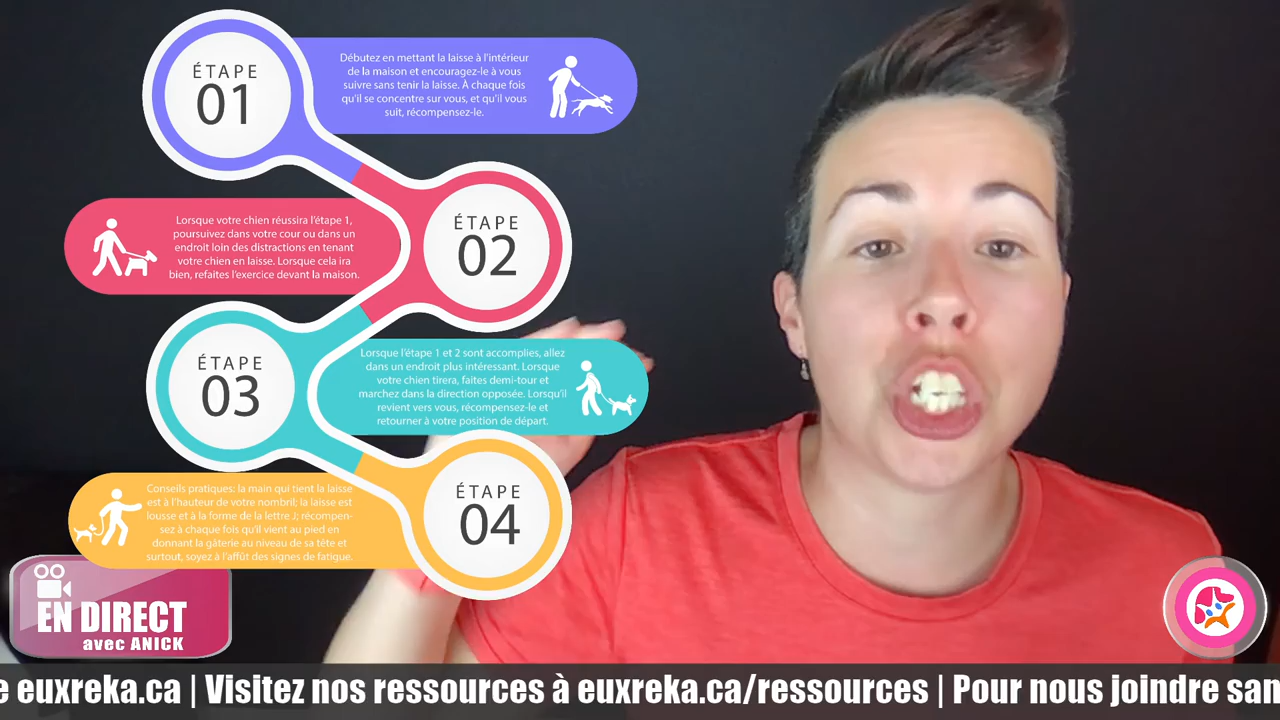 ÉTAPE
01
Débutez en mettant la laisse à l'intérieur
de la maison et encouragez-le à vous
suivre sans tenir la laisse. À chaque fois
qu'il se concentre sur vous, et qu'il vous
suit, récompensez-le.
ÉTAPE
02
Lorsque votre chien réussira l'étape 1,
poursuivez dans votre cour ou dans un
endroit loin des distractions en tenant
votre chien en laisse. Lorsque cela ira
bien, refaites l'exercice devant la maison.
ÉTAPE
03
Lorsque l'étape 1 et 2 sont accomplies, allez
dans un endroit plus intéressant. Lorsque
votre chien tirera, faites demi-tour et
marchez dans la direction opposée. Lorsqu'il
revient vers vous, récompensez-le et
retourner à votre position de départ.
ÉTAPE
04
Conseils pratiques: la main qui tient la laisse
est à l'hauteur de votre nombril; la laisse est
lousse et à la forme de la lettre J; récompen-
sez à chaque fois qu'il vient au pied en
donnant la gâterie au niveau de sa tête et
surtout, soyez à l'affût des signes de fatigue.
EN DIRECT
avec ANICK
e euxreka.ca | Visitez nos ressources à euxreka.ca/ressources | Pour nous joindre san